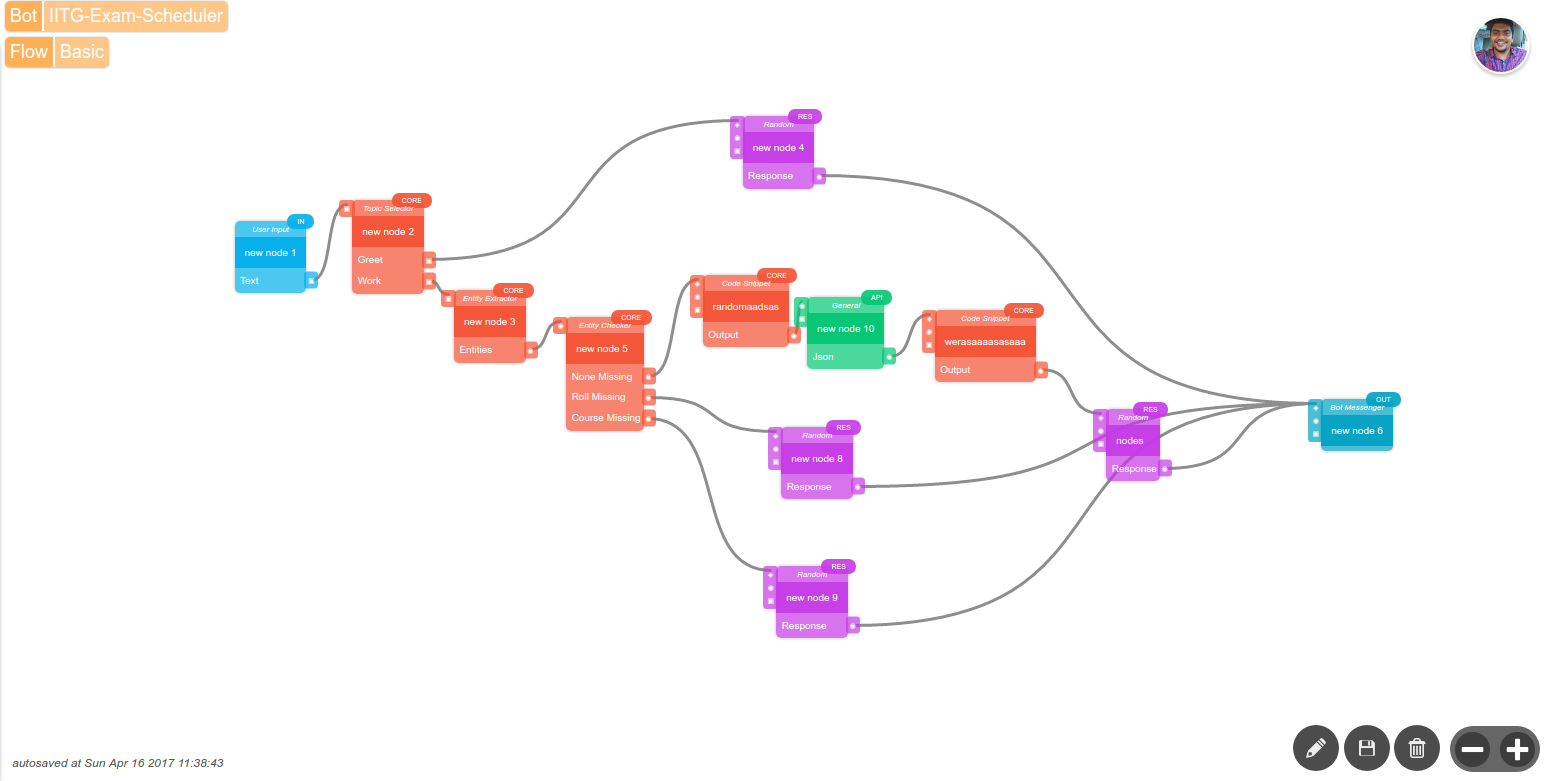 Bot IITG-Exam-Scheduler
Flow Basic
RES
Random
new node 4
Response
CORE
Topic Selector
new node 2
Greet
Work
IN
User Input
new node 1
Text
CORE
Entity Extractor
new node 3
Entities
CORE
Entity Checker
new node 5
None Missing
Roll Missing
Course Missing
CORE
Code Snippet
randomaadsas
Output
API
General
new node 10
Json
CORE
Code Snippet
werasaaaasasaaa
Output
RES
Random
nodes
Response
OUT
Bot Messenger
new node 6
RES
Random
new node 8
Response
RES
Random
new node 9
Response
autosaved at Sun Apr 16 2017 11:38:43